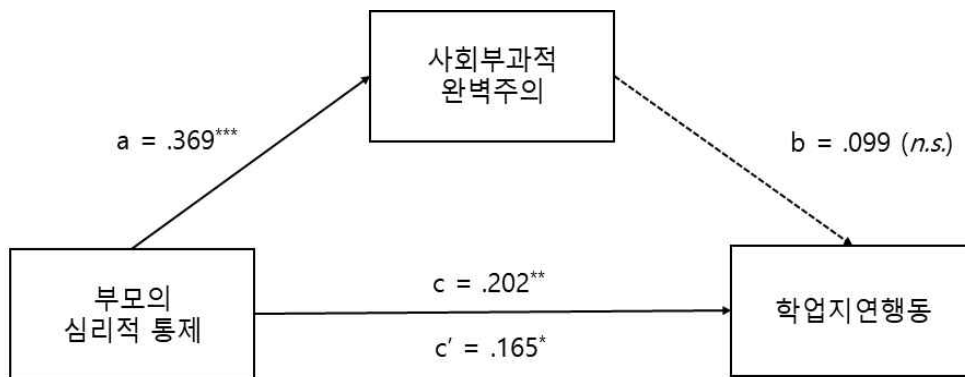 사회부과적
완벽주의
a = .369***
b = .099 (n.s.)
부모의
심리적 통제
c = .202**
c′ = .165*
학업지연행동